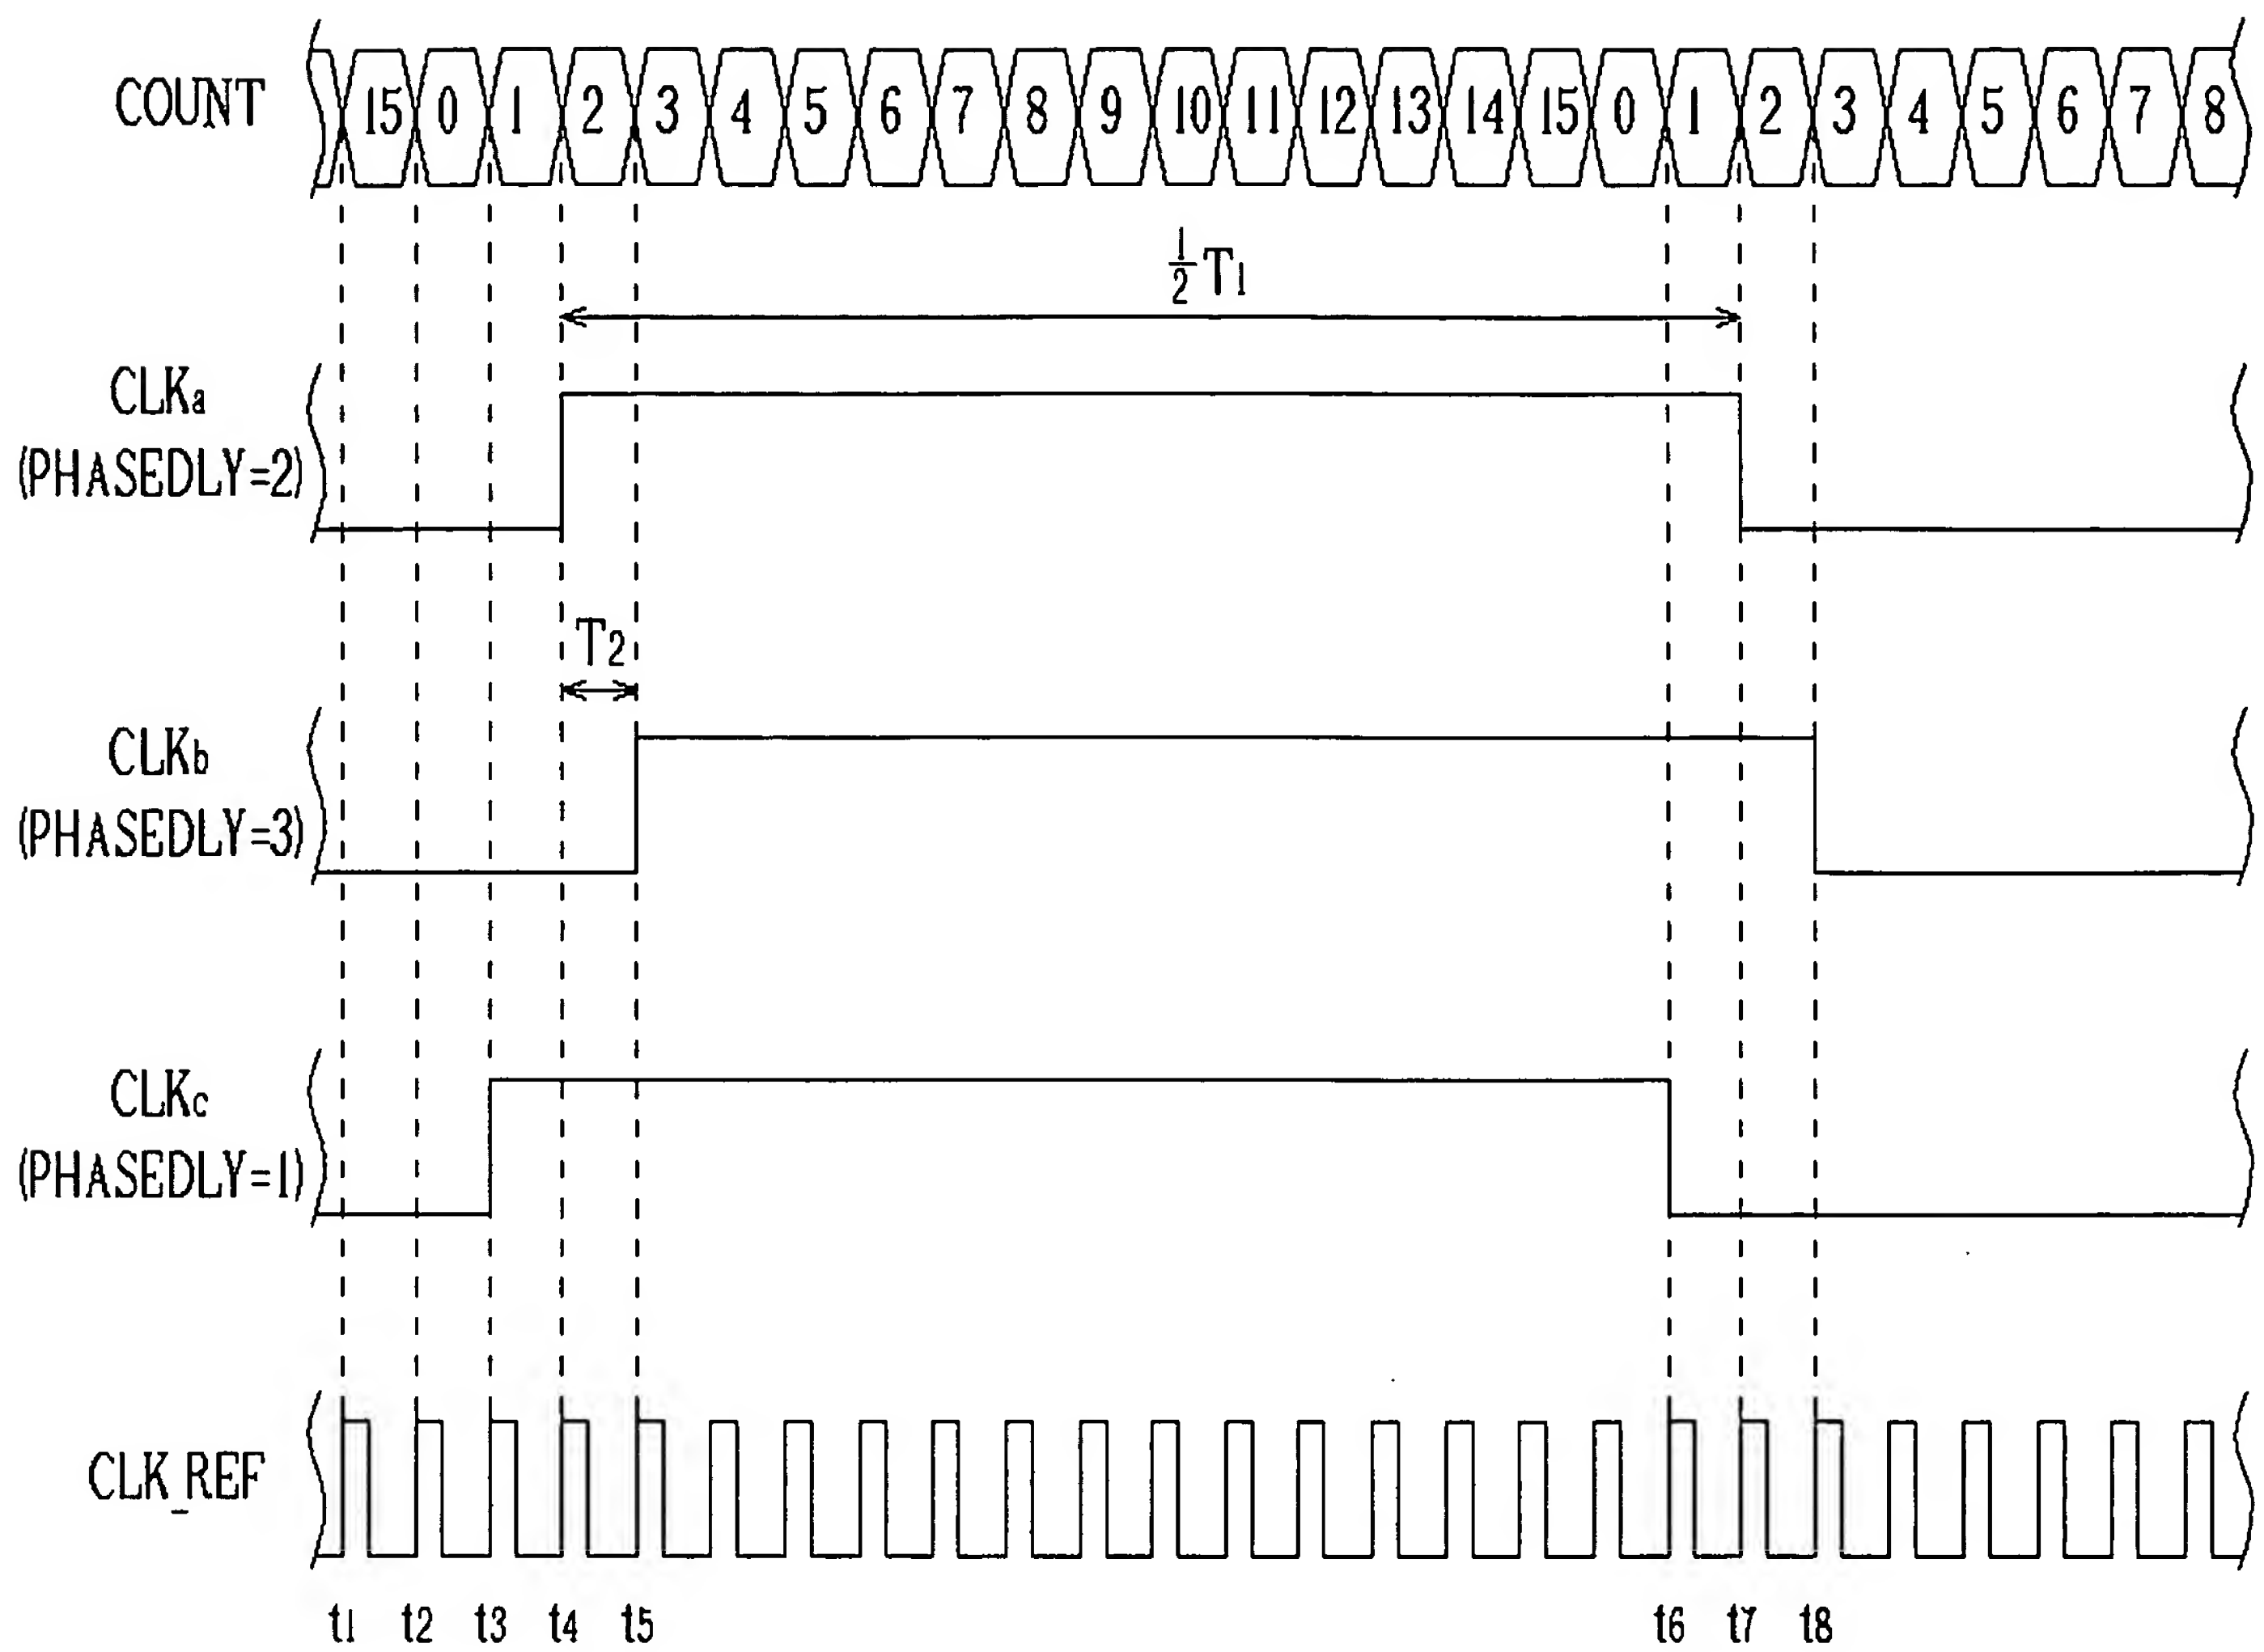 COUNT 15 0 1 2 3 4 5 6 7 8 9 10 11 12 13 14 15 0 1 2 3 4 5 6 7 8
1/2 T1
CLKa
(PHASEDLY=2)
T2
CLKb
(PHASEDLY=3)
CLKc
(PHASEDLY=1)
CLK_REF
t1 t2 t3 t4 t5 t6 t7 t8